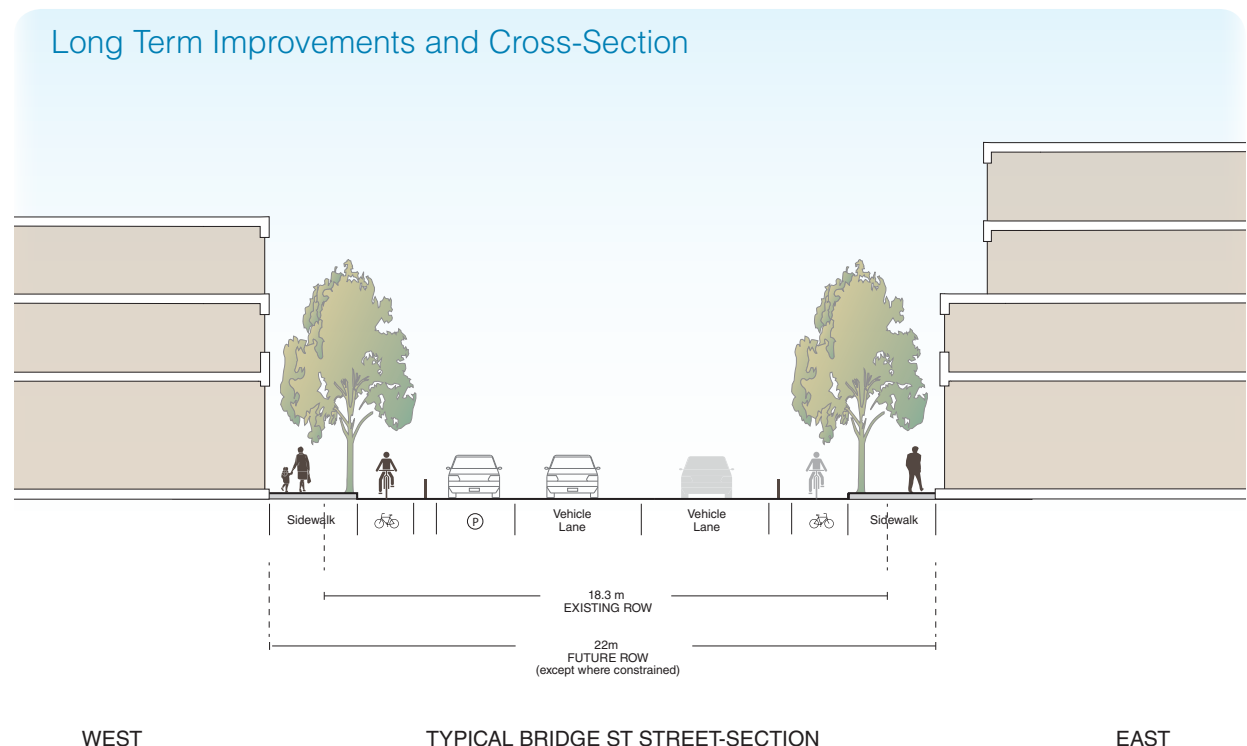 Long Term Improvements and Cross-Section
Sidewalk
P
Vehicle
Lane
Vehicle
Lane
Sidewalk
18.3 m
EXISTING ROW
22m
FUTURE ROW
(except where constrained)
WEST
TYPICAL BRIDGE ST STREET-SECTION
EAST